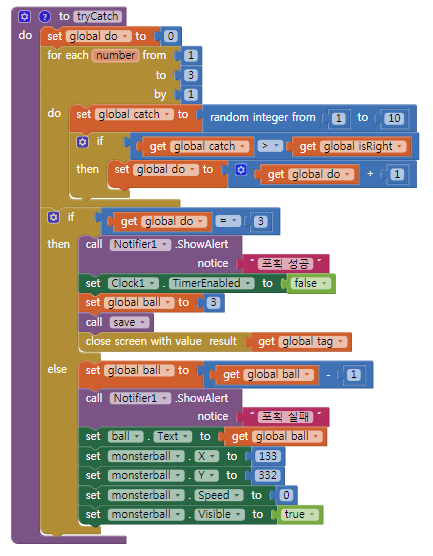 to tryCatch
do set global do to 0
for each number from 1
to 3
by 1
do set global catch to random integer from 1 to 10
if get global catch > get global isRight
then set global do to get global do + 1
if get global do = 3
then call Notifier1 .ShowAlert
notice " 포획 성공 "
set Clock1 . TimerEnabled to false
set global ball to 3
call save
close screen with value result get global tag
else set global ball to get global ball - 1
call Notifier1 .ShowAlert
notice " 포획 실패 "
set ball . Text to get global ball
set monsterball . X to 133
set monsterball . Y to 332
set monsterball . Speed to 0
set monsterball . Visible to true